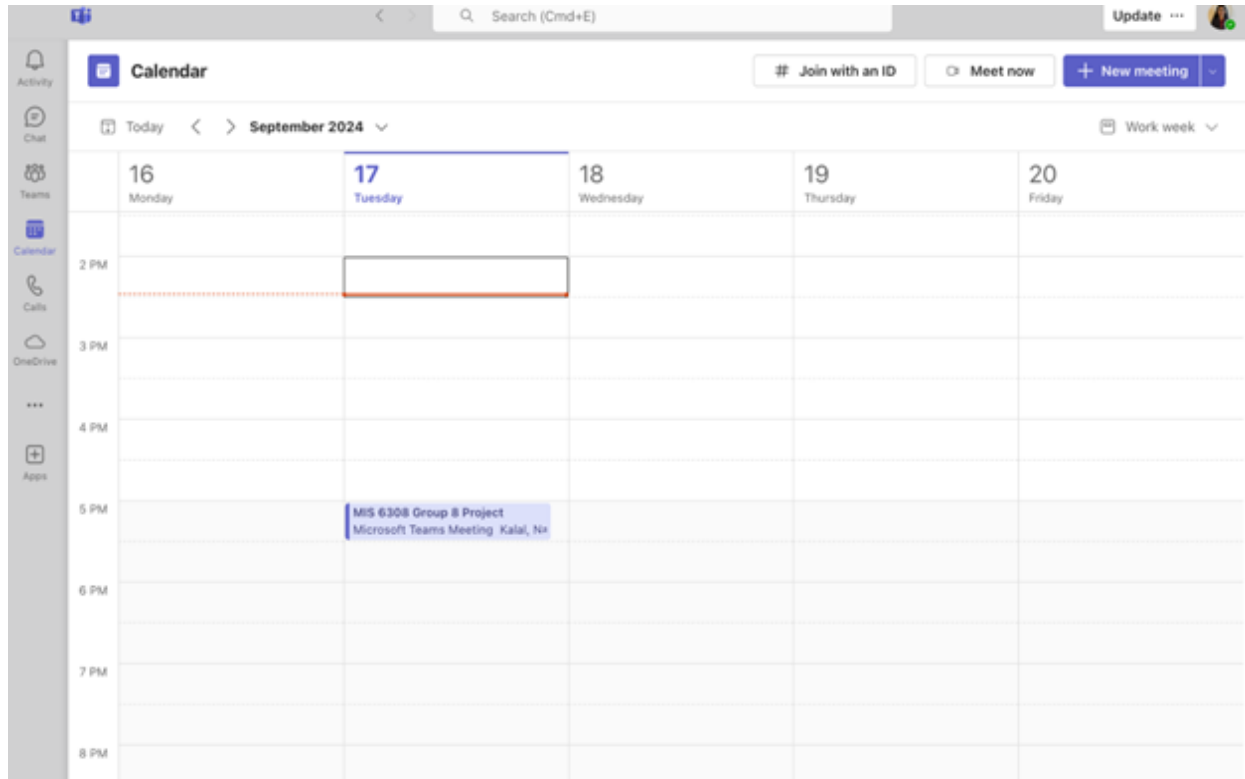 Search (Cmd+E)
Update ...
Activity
Chat
Teams
Calendar
Calls
OneDrive
...
Apps
Calendar
# Join with an ID
Meet now
+ New meeting
Today
September 2024
Work week
16
Monday
17
Tuesday
18
Wednesday
19
Thursday
20
Friday
2 PM
3 PM
4 PM
5 PM
MIS 6308 Group 8 Project
Microsoft Teams Meeting Kalal,
6 PM
7 PM
8 PM